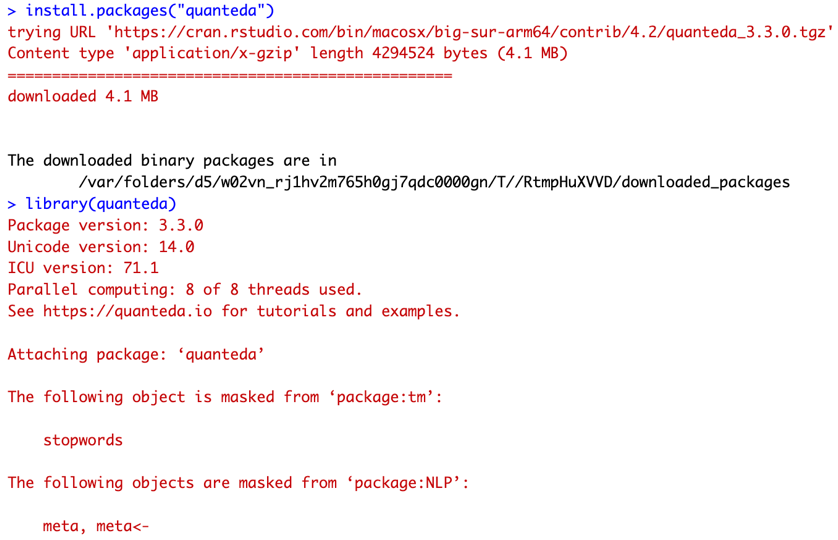 > install.packages("quanteda")
trying URL 'https://cran.rstudio.com/bin/macosx/big-sur-arm64/contrib/4.2/quanteda_3.3.0.tgz'
Content type 'application/x-gzip' length 4294524 bytes (4.1 MB)
==================================================
downloaded 4.1 MB
The downloaded binary packages are in
/var/folders/d5/w02vn_rj1hv2m765h0gj7qdc0000gn/T//RtmpHuXVVD/downloaded_packages
> library(quanteda)
Package version: 3.3.0
Unicode version: 14.0
ICU version: 71.1
Parallel computing: 8 of 8 threads used.
See https://quanteda.io for tutorials and examples.
Attaching package: ‘quanteda’
The following object is masked from ‘package:tm’:
stopwords
The following objects are masked from ‘package:NLP’:
meta, meta<-